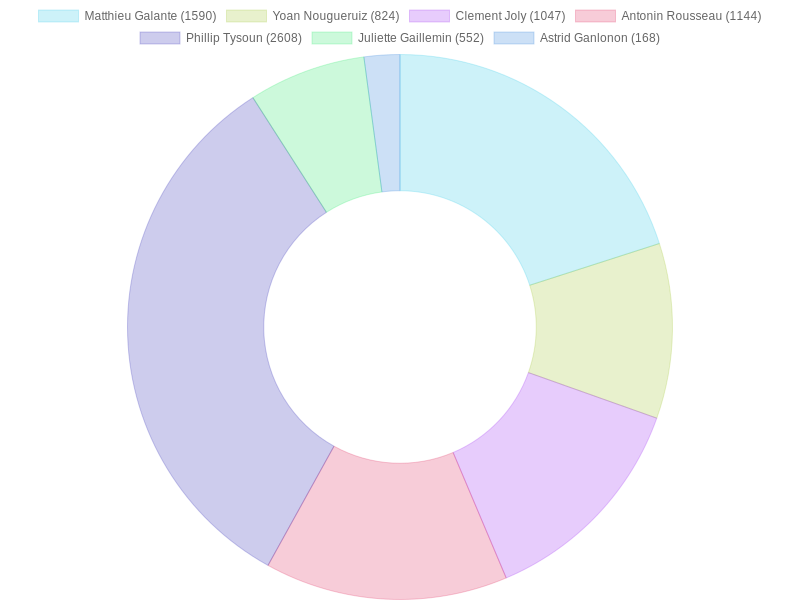 Matthieu Galante (1590) Yoan Nougueruiz (824) Clement Joly (1047) Antonin Rousseau (1144)
Phillip Tysoun (2608) Juliette Gaillemin (552) Astrid Ganlonon (168)